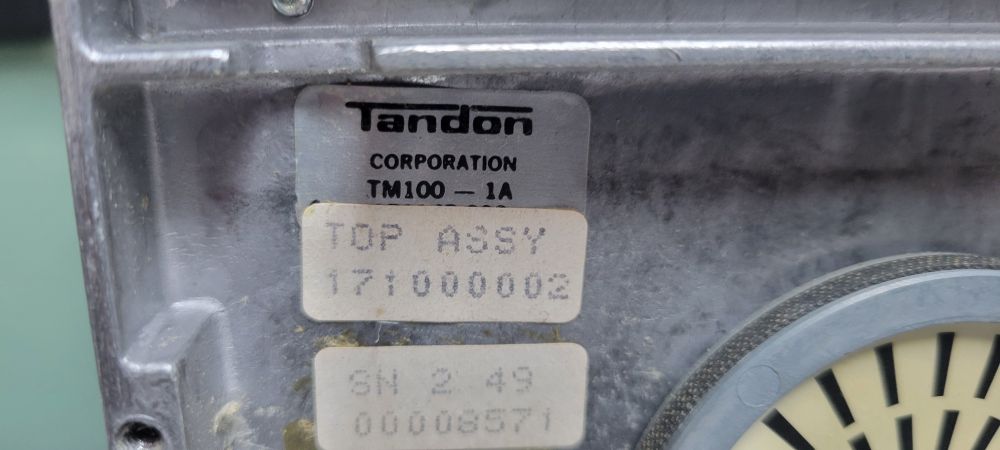 Tandon
CORPORATION
TM100 — 1A
TOP ASSY
171000002
SN 2 49
00008571